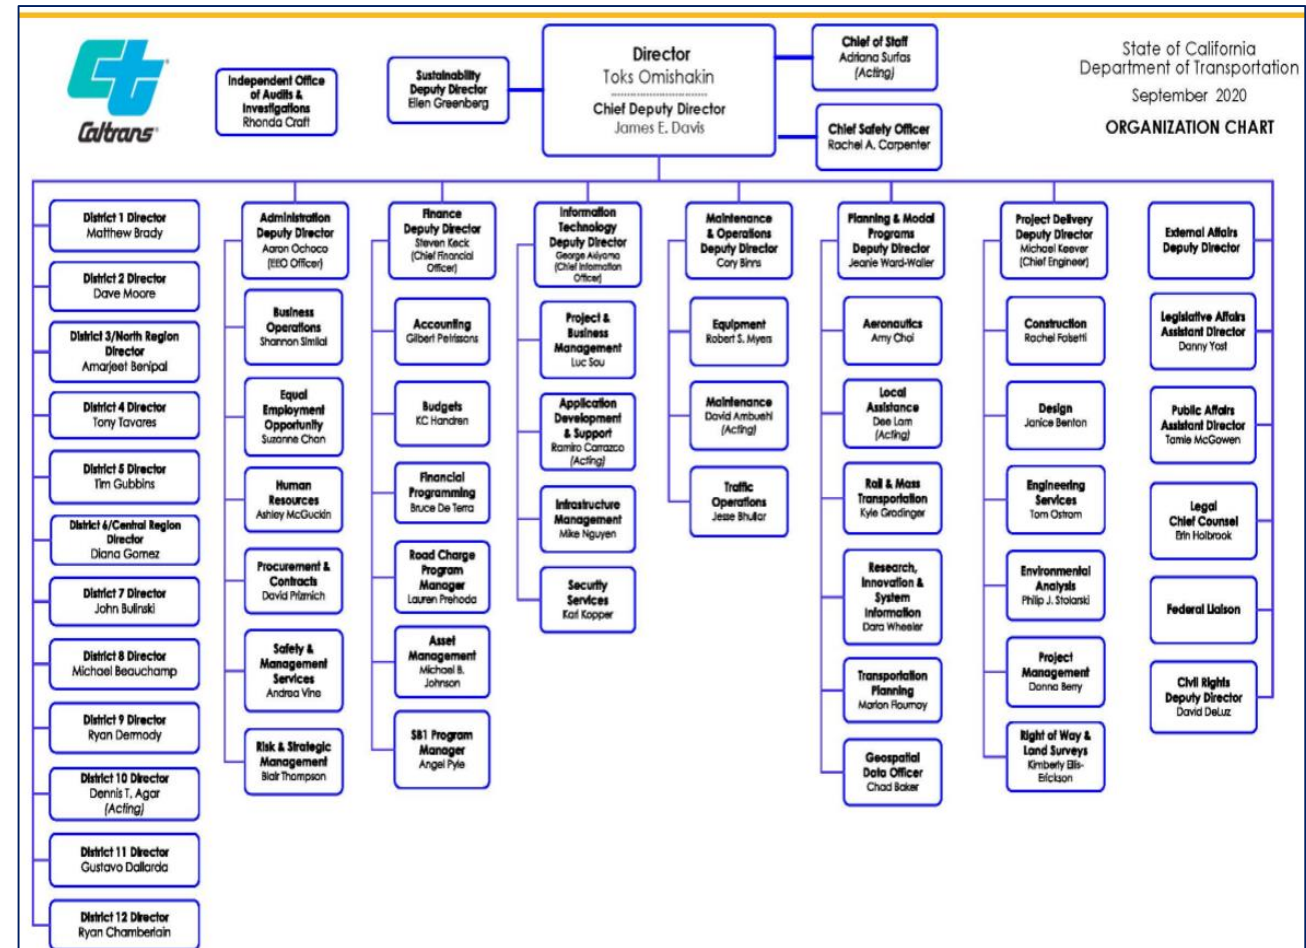 Caltrans
Independent Office
of Audits &
Investigations
Rhonda Craft
Sustainability
Deputy Director
Ellen Greenberg
Director
Toks Omishakin
Chief Deputy Director
James E. Davis
Chief of Staff
Adriana Surfas
(Acting)
Chief Safety Officer
Rachel A. Carpenter
State of California
Department of Transportation
September 2020
ORGANIZATION CHART
District 1 Director
Matthew Brady
District 2 Director
Dave Moore
District 3/North Region
Director
Amarjeet Benipal
District 4 Director
Tony Tavares
District 5 Director
Tim Gubbins
District 6/Central Region
Director
Diana Gomez
District 7 Director
John Bulinski
District 8 Director
Michael Beauchamp
District 9 Director
Ryan Dermody
District 10 Director
Dennis T. Agar
(Acting)
District 11 Director
Gustavo Dallarda
District 12 Director
Ryan Chamberlain
Administration
Deputy Director
Aaron Ochoco
(EEO Officer)
Business
Operations
Shannon Similai
Equal
Employment
Opportunity
Suzanne Chan
Human
Resources
Ashley McGuckin
Procurement &
Contracts
David Prizmich
Safety &
Management
Services
Andrea Vine
Risk & Strategic
Management
Blair Thompson
Finance
Deputy Director
Steven Keck
(Chief Financial
Officer)
Accounting
Gilbert Petrissans
Budgets
KC Handren
Financial
Programming
Bruce De Terra
Road Charge
Program
Manager
Lauren Prehoda
Asset
Management
Michael B.
Johnson
SB1 Program
Manager
Angel Pyle
Information
Technology
Deputy Director
George Akiyama
(Chief Information
Officer)
Project &
Business
Management
Luc Sou
Application
Development
& Support
Ramiro Carrazco
(Acting)
Infrastructure
Management
Mike Nguyen
Security
Services
Karl Kopper
Maintenance
& Operations
Deputy Director
Cory Binns
Equipment
Robert S. Myers
Maintenance
David Ambuehl
(Acting)
Traffic
Operations
Jesse Bhullar
Planning & Modal
Programs
Deputy Director
Jeanie Ward-Waller
Aeronautics
Amy Choi
Local
Assistance
Dee Lam
(Acting)
Rail & Mass
Transportation
Kyle Gradinger
Research,
Innovation &
System
Information
Dara Wheeler
Transportation
Planning
Marlon Flournoy
Geospatial
Data Officer
Chad Baker
Project Delivery
Deputy Director
Michael Keever
(Chief Engineer)
Construction
Rachel Falsetti
Design
Janice Benton
Engineering
Services
Tom Ostrom
Environmental
Analysis
Philip J. Stolarski
Project
Management
Donna Berry
Right of Way &
Land Surveys
Kimberly Ellis-
Erickson
External Affairs
Deputy Director
Legislative Affairs
Assistant Director
Danny Yost
Public Affairs
Assistant Director
Tamie McGowen
Legal
Chief Counsel
Erin Holbrook
Federal Liaison
Civil Rights
Deputy Director
David DeLuz